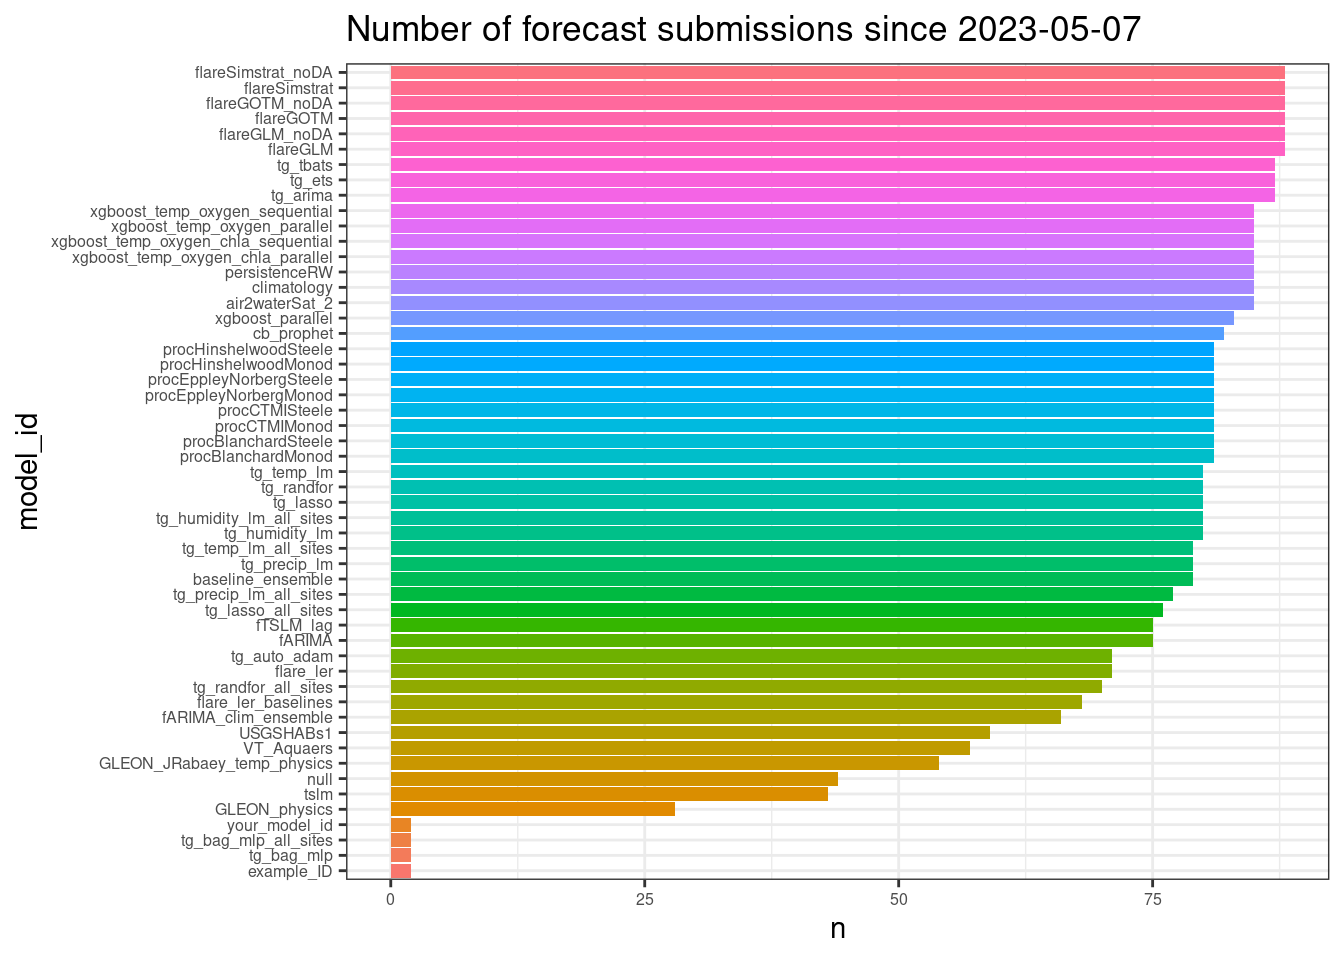 Number of forecast submissions since 2023-05-07
flareSimstrat_noDA
flareSimstrat
flareGOTM_noDA
flareGOTM
flareGLM_noDA
flareGLM
tg_tbats
tg_ets
tg_arima
xgboost_temp_oxygen_sequential
xgboost_temp_oxygen_parallel
xgboost_temp_oxygen_chla_sequential
xgboost_temp_oxygen_chla_parallel
persistenceRW
climatology
air2waterSat_2
xgboost_parallel
cb_prophet
procHinshelwoodSteele
procHinshelwoodMonod
procEppleyNorbergSteele
procEppleyNorbergMonod
procCTMISteele
procCTMIMonod
procBlanchardSteele
procBlanchardMonod
tg_temp_lm
tg_randfor
tg_lasso
tg_humidity_lm_all_sites
tg_humidity_lm
tg_temp_lm_all_sites
tg_precip_lm
baseline_ensemble
tg_precip_lm_all_sites
tg_lasso_all_sites
fTSLM_lag
fARIMA
tg_auto_adam
flare_ler
tg_randfor_all_sites
flare_ler_baselines
fARIMA_clim_ensemble
USGSHABs1
VT_Aquaers
GLEON_JRabaey_temp_physics
null
tslm
GLEON_physics
your_model_id
tg_bag_mlp_all_sites
tg_bag_mlp
example_ID
model_id
0 25 50 75
n